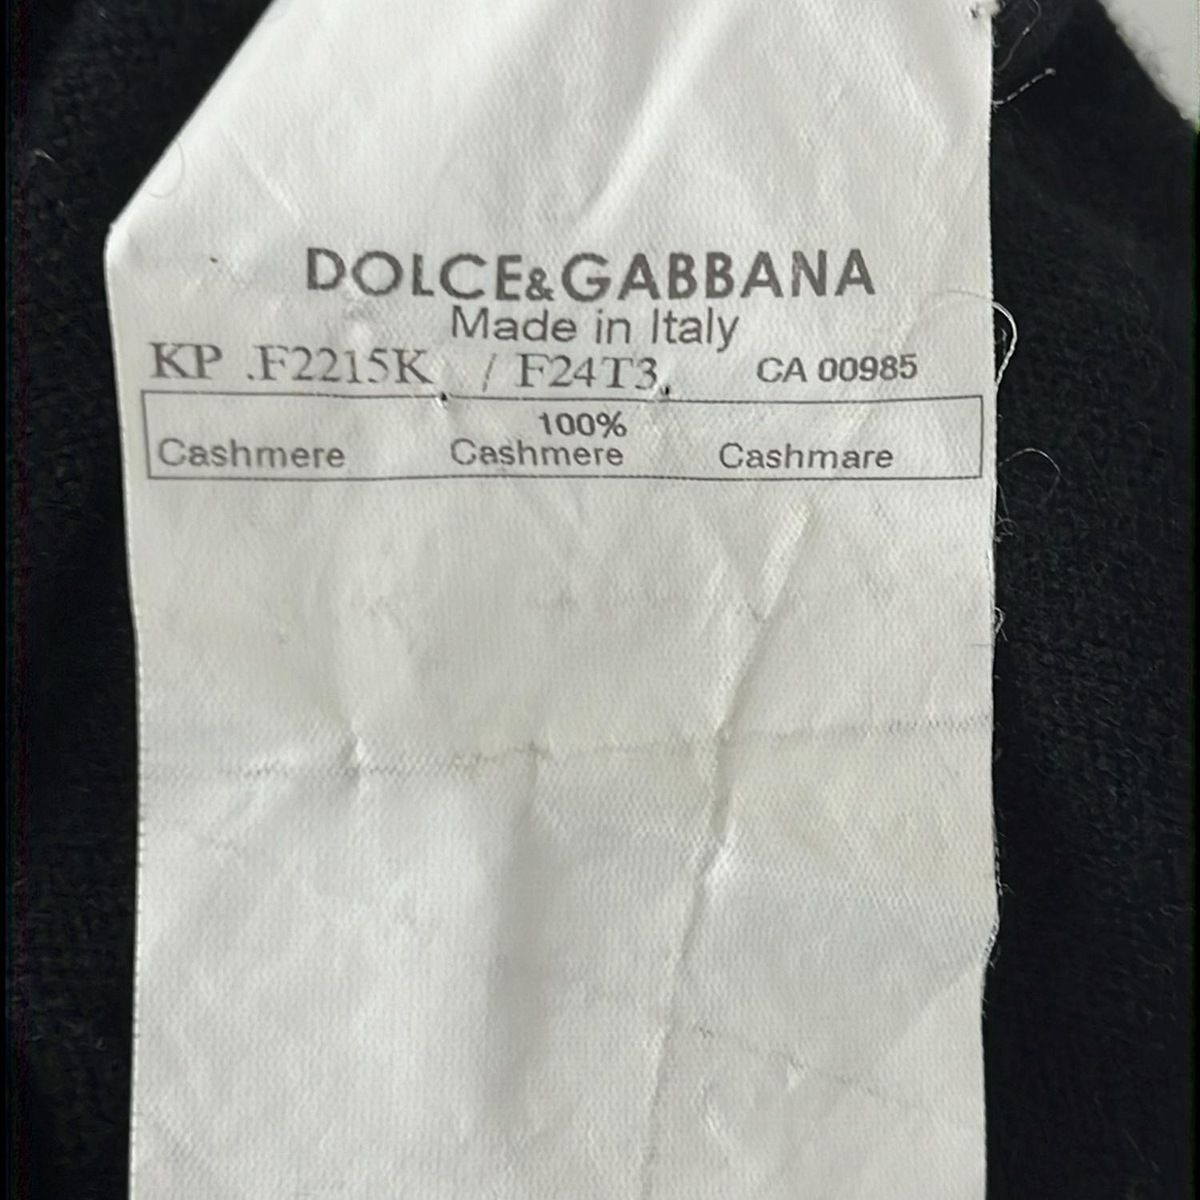 DOLCE&GABBANA
Made in Italy
KP .F2215K / F24T3. CA 00985
100%
Cashmere Cashmere Cashmare